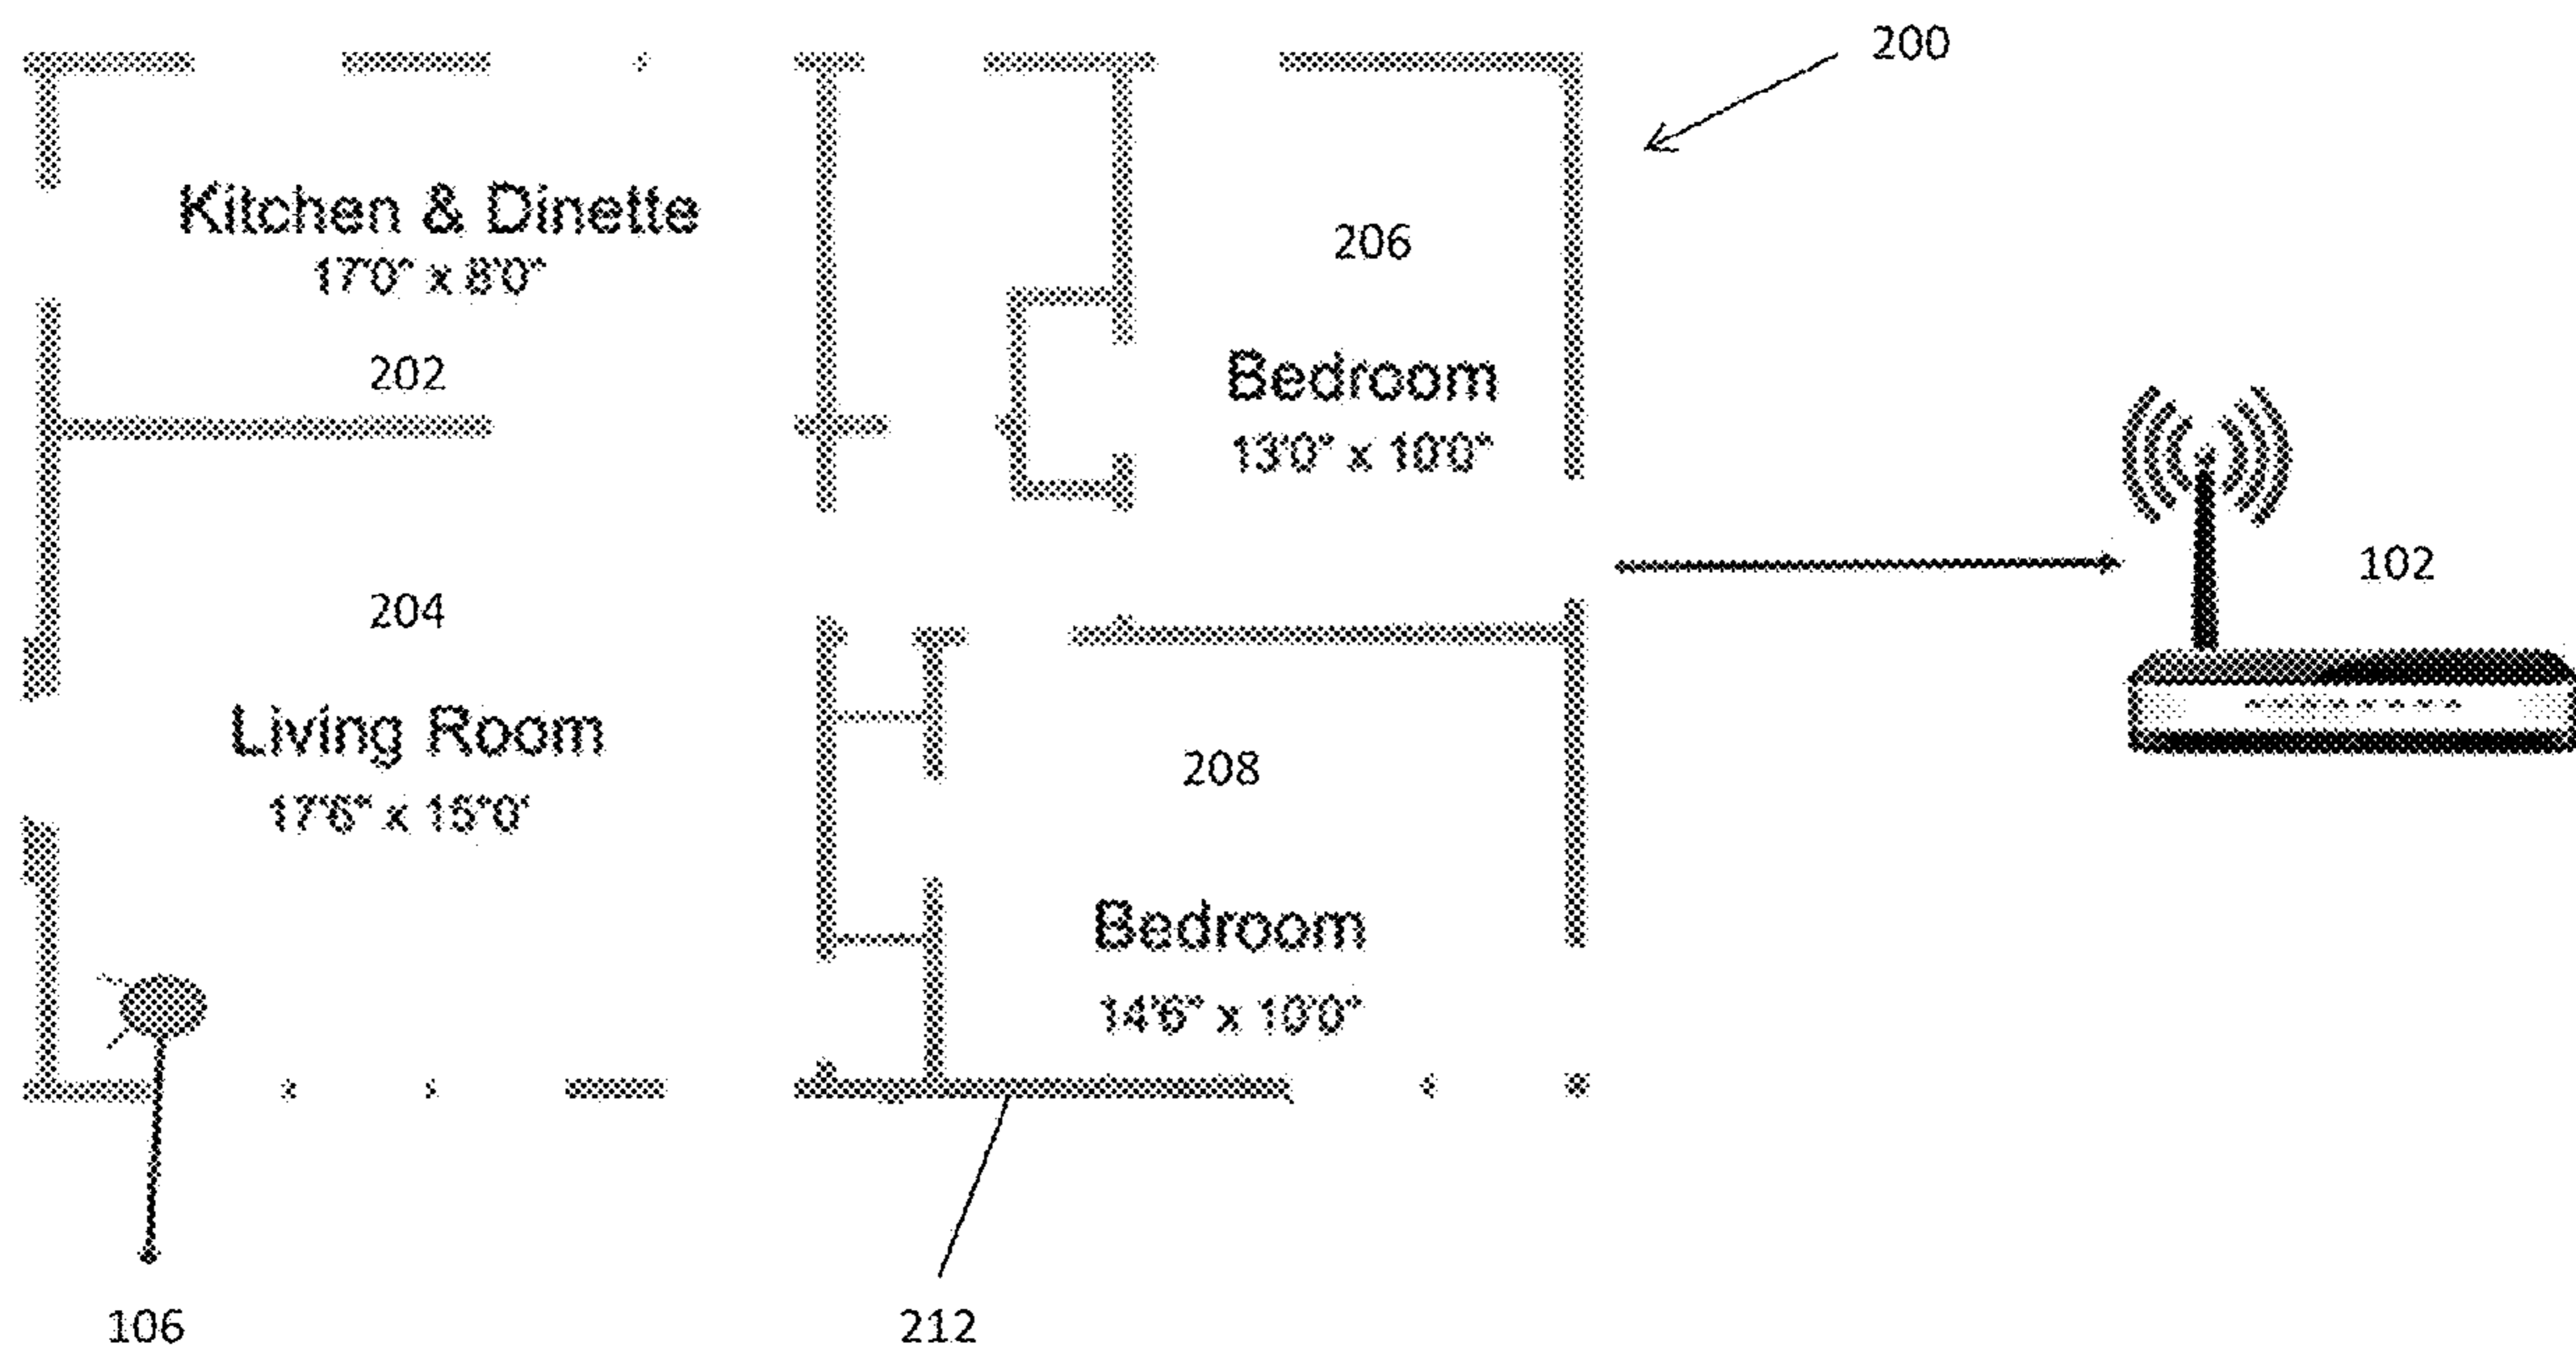 200
Kitchen & Dinette
17'0" x 8'0"
202
206
Bedroom
13'0" x 10'0"
102
204
Living Room
17'6" x 15"0'
208
Bedroom
14'6" x 10'0"
106
212